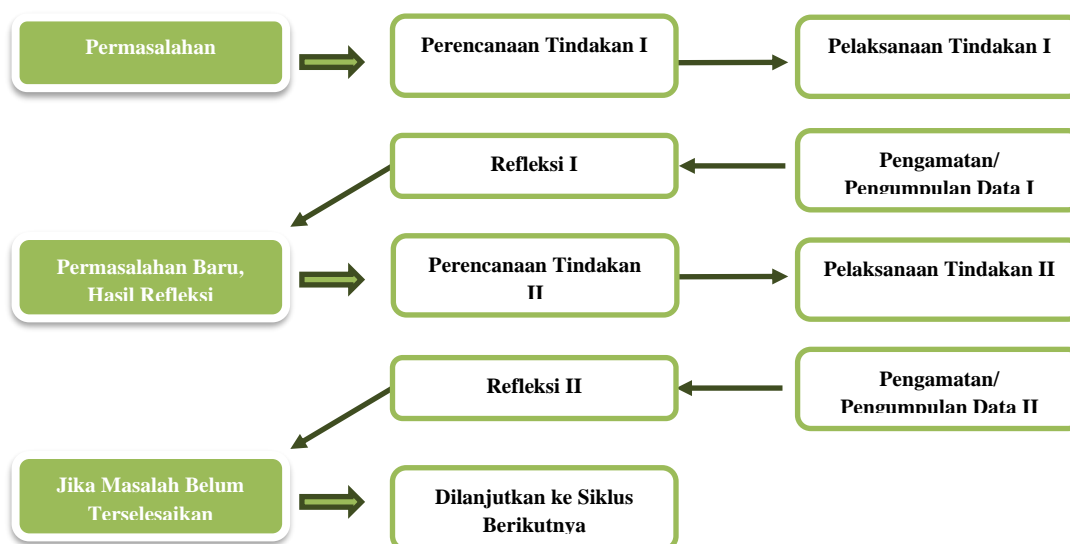 Permasalahan
Perencanaan Tindakan I
Pelaksanaan Tindakan I
Refleksi I
Pengamatan/
Pengumpulan Data I
Permasalahan Baru,
Hasil Refleksi
Perencanaan Tindakan
II
Pelaksanaan Tindakan II
Refleksi II
Pengamatan/
Pengumpulan Data II
Jika Masalah Belum
Terselesaikan
Dilanjutkan ke Siklus
Berikutnya